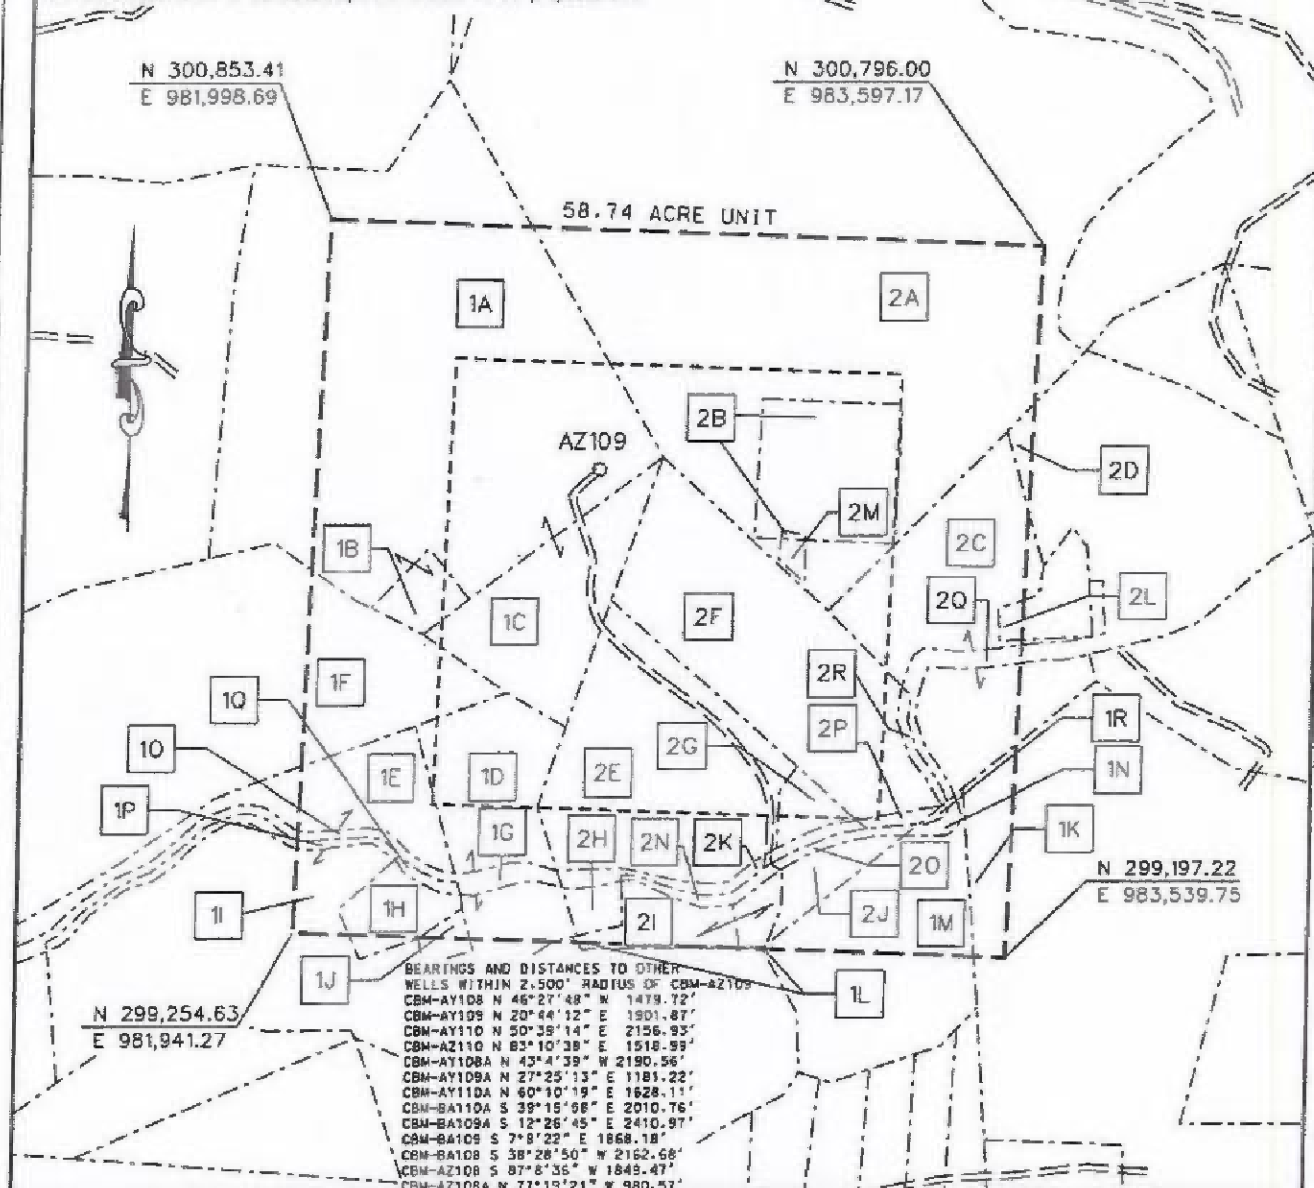 N 300,853.41
E 981,998.69
N 300,796.00
E 983,597.17
58.74 ACRE UNIT
1A
2A
2B
AZ109
2D
2M
1B
2C
2Q
2L
1C
2F
1F
2R
1Q
2P
1R
2G
1O
1E
1D
2E
1N
1P
1G
2H
2N
2K
1K
2O
N 299,197.22
E 983,539.75
1I
1H
2I
2J
1M
1J
1L
N 299,254.63
E 981,941.27
BEARINGS AND DISTANCES TO OTHER
WELLS WITHIN 2,500' RADIUS OF CBM-AZ109
CBM-AY108 N 46°27'48" W 1479.72'
CBM-AY109 N 20°44'12" E 1901.87'
CBM-AY110 N 50°39'14" E 2156.93'
CBM-AZ110 N 83°10'38" E 1518.99'
CBM-AY108A N 43°4'39" W 2190.56'
CBM-AY109A N 27°25'13" E 1181.22'
CBM-AY110A N 60°10'19" E 1628.11'
CBM-BA110A S 39°15'58" E 2010.76'
CBM-BA109A S 12°26'45" E 2410.97'
CBM-BA109 S 7°8'22" E 1868.18'
CBM-BA108 S 38°28'50" W 2162.68'
CBM-AZ108 S 87°8'36" W 1849.47'
CBM-AZ108A N 77°19'21" W 980.57'